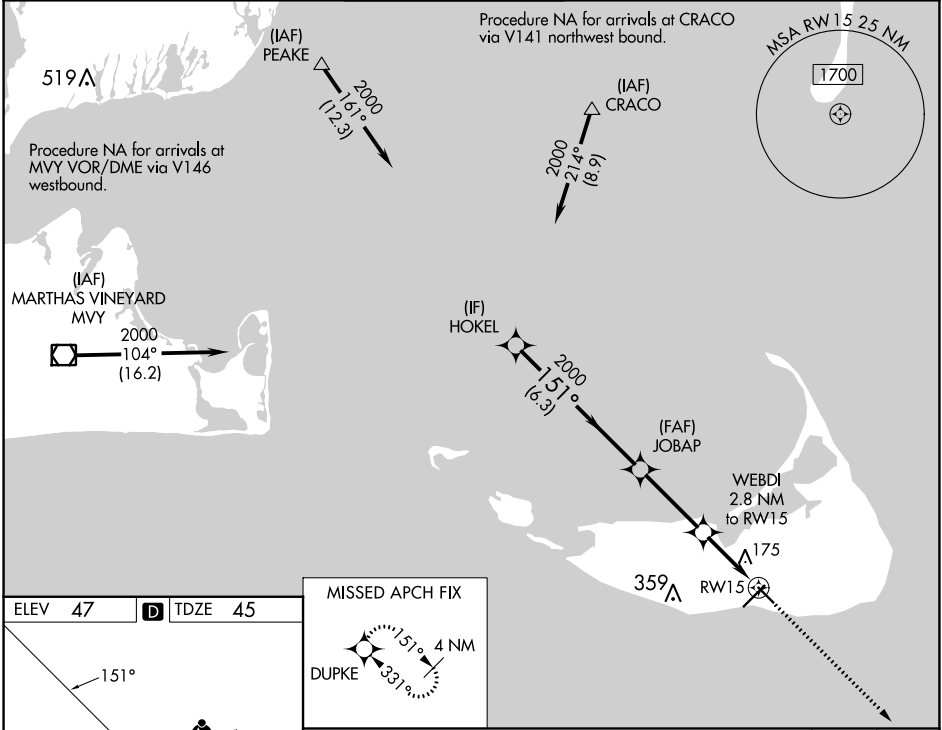 Procedure NA for arrivals at CRACO
via V141 northwest bound.
(IAF)
PEAKE
2000
161°
(12.3)
519
(IAF)
CRACO
2000
214°
(8.9)
MSA RW 15 25 NM
1700
Procedure NA for arrivals at
MVY VOR/DME via V146
westbound.
(IAF)
MARTHAS VINEYARD
MVY
2000
104°
(16.2)
(IF)
HOKEL
2000
151°
(6.3)
(FAF)
JOBAP
WEBDI
2.8 NM
to RW15
175
359
RW15
ELEV 47
D
TDZE 45
151°
MISSED APCH FIX
DUPKE
151°
4 NM
331°